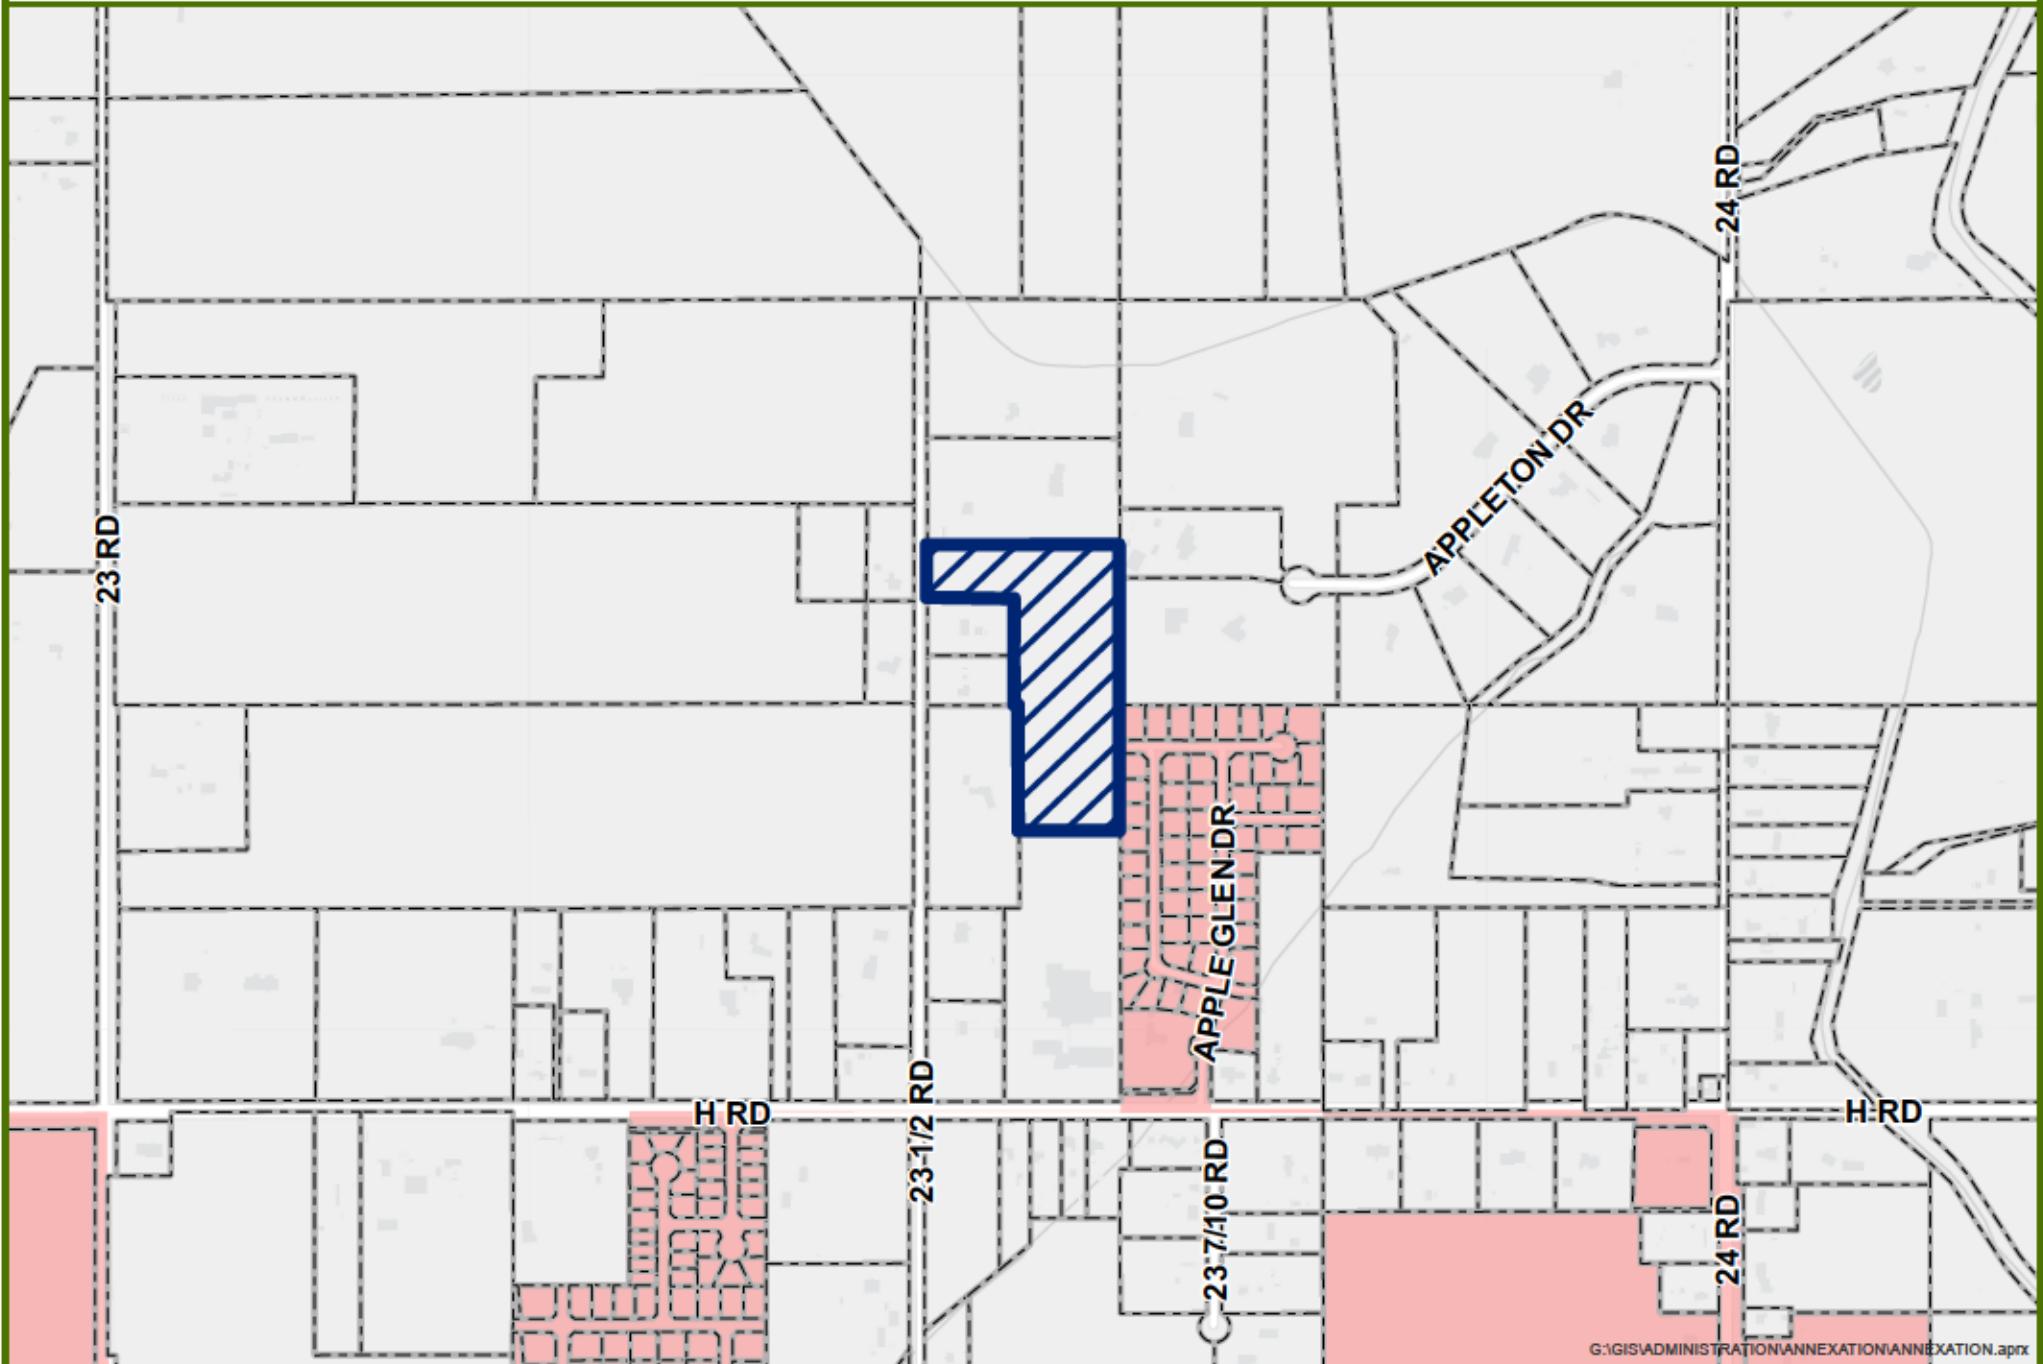 24 RD
APPLETON DR
23 RD
APPLE GLEN DR
H RD
H RD
23 1/2 RD
23 7/10 RD
24 RD
G:\GIS\ADMINISTRATION\ANNEXATION\ANNEXATION.aprx